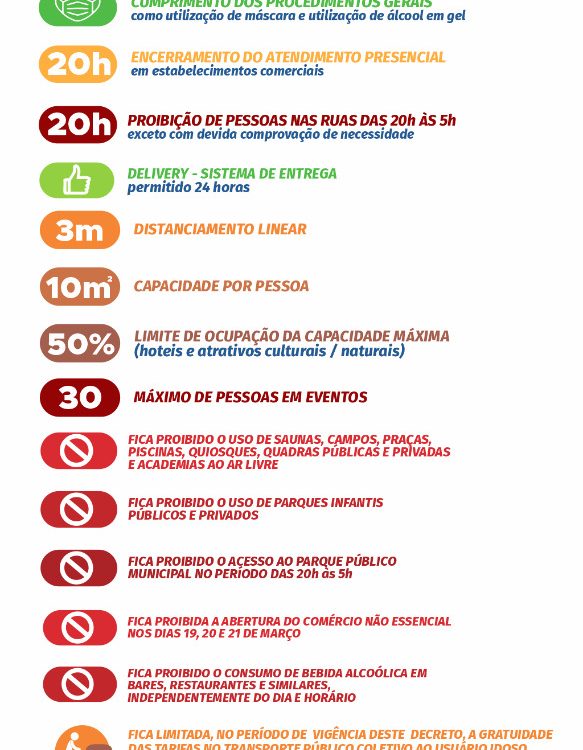 CUMPRIMENTO DOS PROCEDIMENTOS GERAIS
como utilização de máscara e utilização de álcool em gel
20h
ENCERRAMENTO DO ATENDIMENTO PRESENCIAL
em estabelecimentos comerciais
20h
PROIBIÇÃO DE PESSOAS NAS RUAS DAS 20h ÀS 5h
exceto com devida comprovação de necessidade
DELIVERY - SISTEMA DE ENTREGA
permitido 24 horas
3m
DISTANCIAMENTO LINEAR
10m²
CAPACIDADE POR PESSOA
50%
LIMITE DE OCUPAÇÃO DA CAPACIDADE MÁXIMA
(hoteis e atrativos culturais / naturais)
30
MÁXIMO DE PESSOAS EM EVENTOS
FICA PROIBIDO O USO DE SAUNAS, CAMPOS, PRAÇAS,
PISCINAS, QUIOSQUES, QUADRAS PÚBLICAS E PRIVADAS
E ACADEMIAS AO AR LIVRE
FICA PROIBIDO O USO DE PARQUES INFANTIS
PÚBLICOS E PRIVADOS
FICA PROIBIDO O ACESSO AO PARQUE PÚBLICO
MUNICIPAL NO PERÍODO DAS 20h às 5h
FICA PROIBIDA A ABERTURA DO COMÉRCIO NÃO ESSENCIAL
NOS DIAS 19, 20 E 21 DE MARÇO
FICA PROIBIDO O CONSUMO DE BEBIDA ALCOÓLICA EM
BARES, RESTAURANTES E SIMILARES,
INDEPENDENTEMENTE DO DIA E HORÁRIO
FICA LIMITADA, NO PERÍODO DE VIGÊNCIA DESTE DECRETO, A GRATUIDADE
DAS TARIFAS NO TRANSPORTE PÚBLICO COLETIVO AO USUÁRIO IDOSO